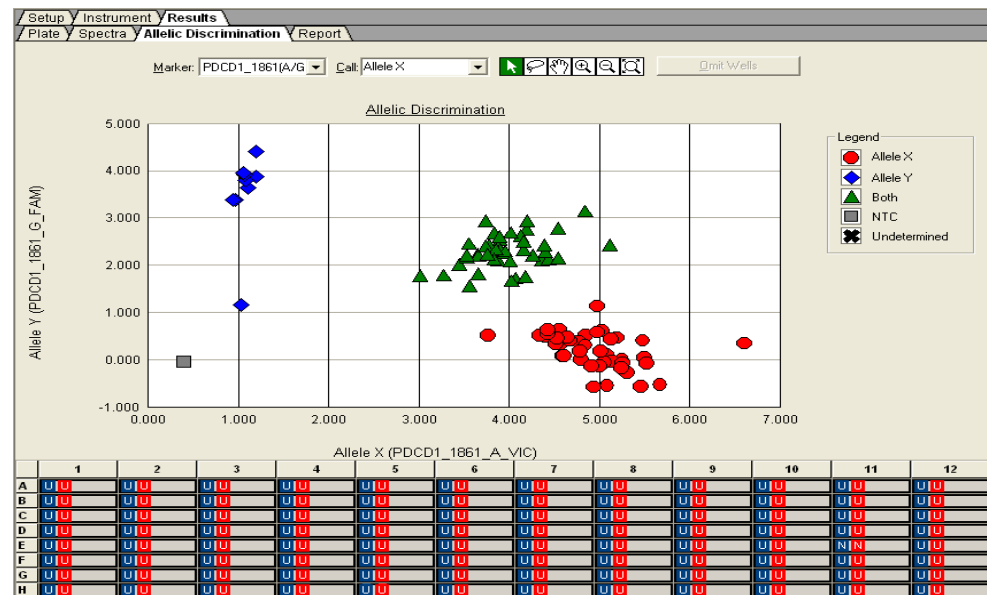 Setup Instrument Results
Plate Spectra Allelic Discrimination Report
Marker: PDCD1_1861(A/G Call: Allele X Omit Wells
Allelic Discrimination
5.000
4.000
3.000
2.000
1.000
0.000
-1.000
Allele Y (PDCD1_1861_G_FAM)
0.000 1.000 2.000 3.000 4.000 5.000 6.000 7.000
Allele X (PDCD1_1861_A_VIC)
Legend
Allele X
Allele Y
Both
NTC
Undetermined
1 2 3 4 5 6 7 8 9 10 11 12
A U U U U U U U U U U U U U U U U U U U U U U U U
B U U U U U U U U U U U U U U U U U U U U U U U U
C U U U U U U U U U U U U U U U U U U U U U U U U
D U U U U U U U U U U U U U U U U U U U U U U U U
E U U U U U U U U U U U U U U U U U U U U N N U U
F U U U U U U U U U U U U U U U U U U U U U U U U
G U U U U U U U U U U U U U U U U U U U U U U U U
H U U U U U U U U U U U U U U U U U U U U U U U U